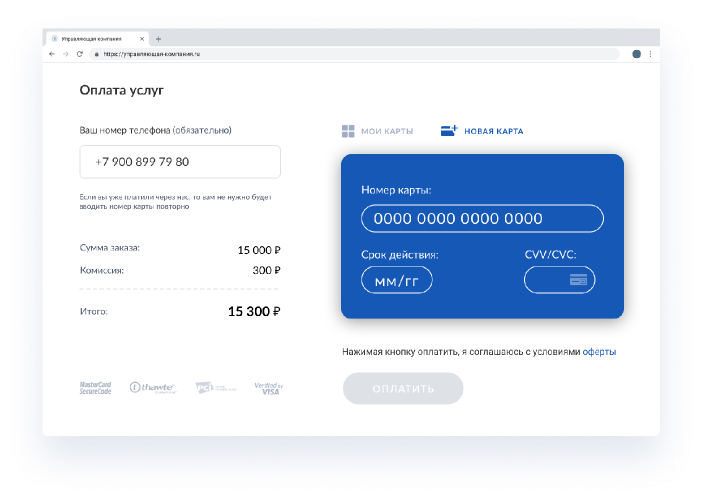 Управляющая компания
https://управляющая-компания.ru
Оплата услуг
Ваш номер телефона (обязательно)
+7 900 899 79 80
Если вы уже платили через нас, то вам не нужно будет
вводить номер карты повторно
Сумма заказа: 15 000 ₽
Комиссия: 300 ₽
Итого: 15 300 ₽
MasterCard
SecureCode
thawte
PCI
Verified by
VISA
МОИ КАРТЫ
НОВАЯ КАРТА
Номер карты:
0000 0000 0000 0000
Срок действия: CVV/CVC:
мм/гг
Нажимая кнопку оплатить, я соглашаюсь с условиями оферты
ОПЛАТИТЬ